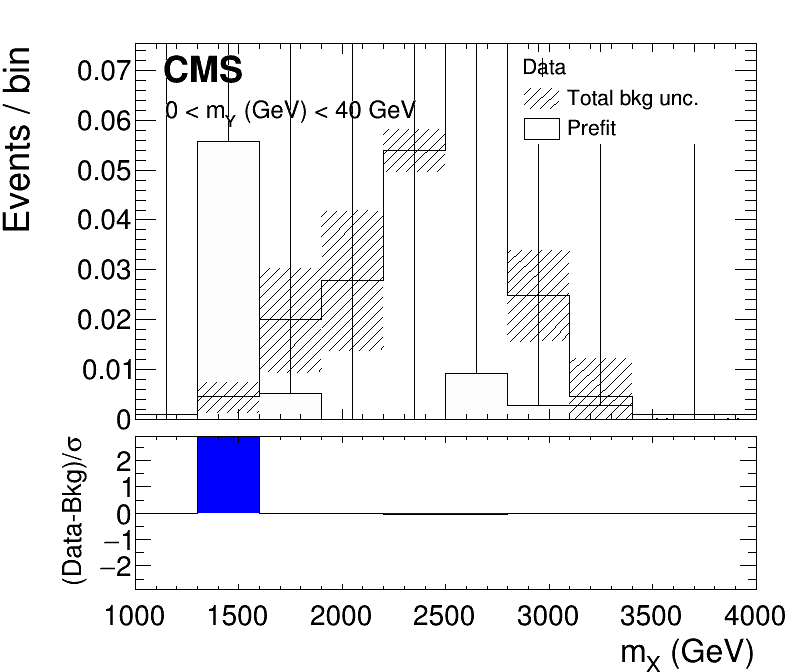 Events / bin
0.07
0.06
0.05
0.04
0.03
0.02
0.01
0
CMS
0 < mY (GeV) < 40 GeV
Data
Total bkg unc.
Prefit
(Data-Bkg)/σ
2
1
0
−1
−2
1000 1500 2000 2500 3000 3500 4000
mX (GeV)